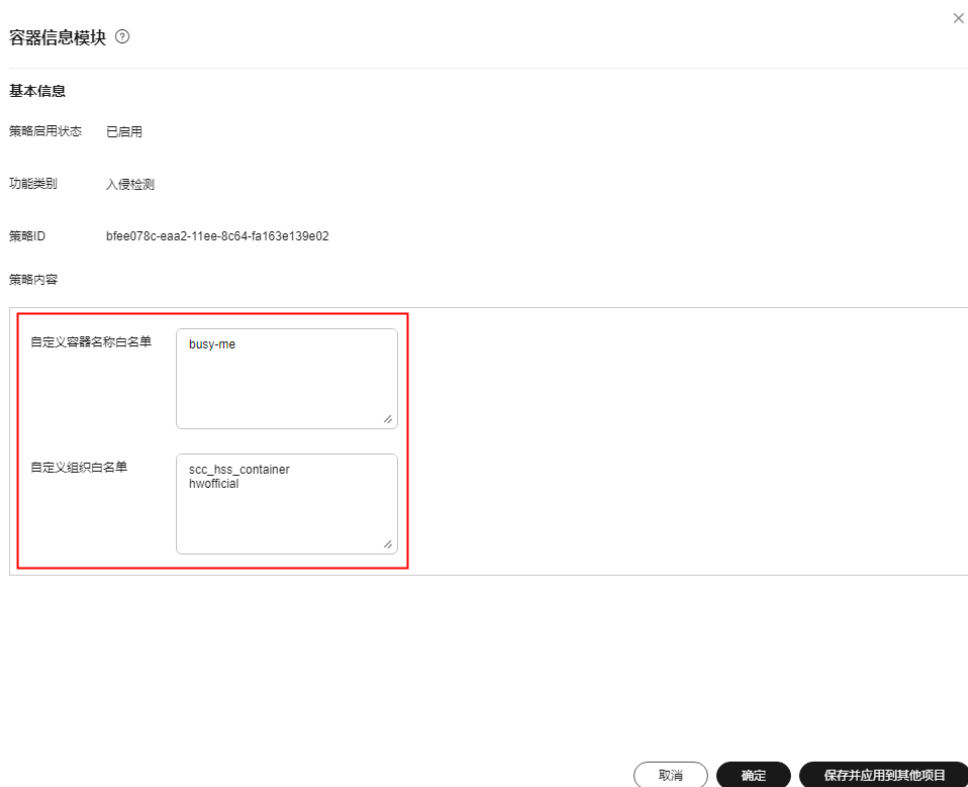 容器信息模块
基本信息
策略启用状态 已启用
功能类别 入侵检测
策略ID bfee078c-eaa2-11ee-8c64-fa163e139e02
策略内容
自定义容器名称白名单 busy-me
自定义组织白名单 scc_hss_container
hwofficial
取消 确定 保存并应用到其他项目